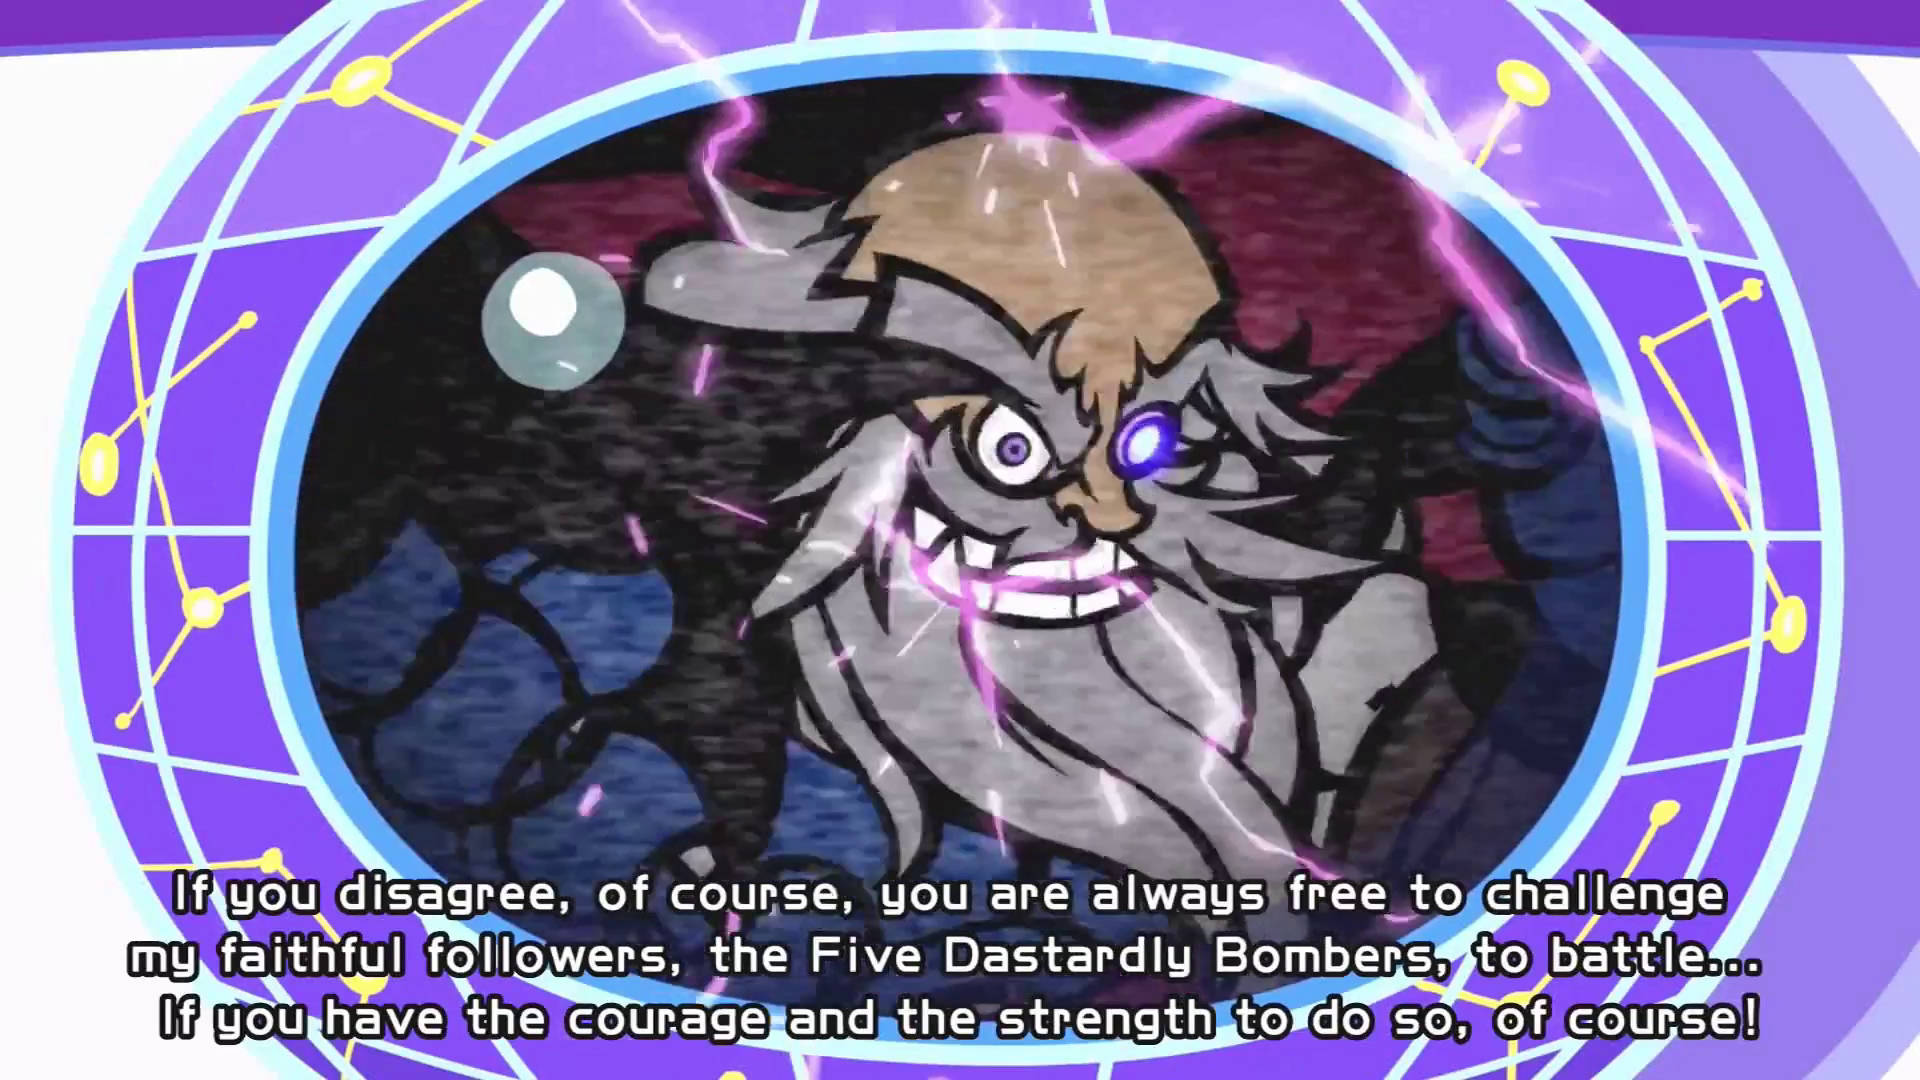 If you disagree, of course, you are always free to challenge
my faithful followers, the Five Dastardly Bombers, to battle...
If you have the courage and the strength to do so, of course!